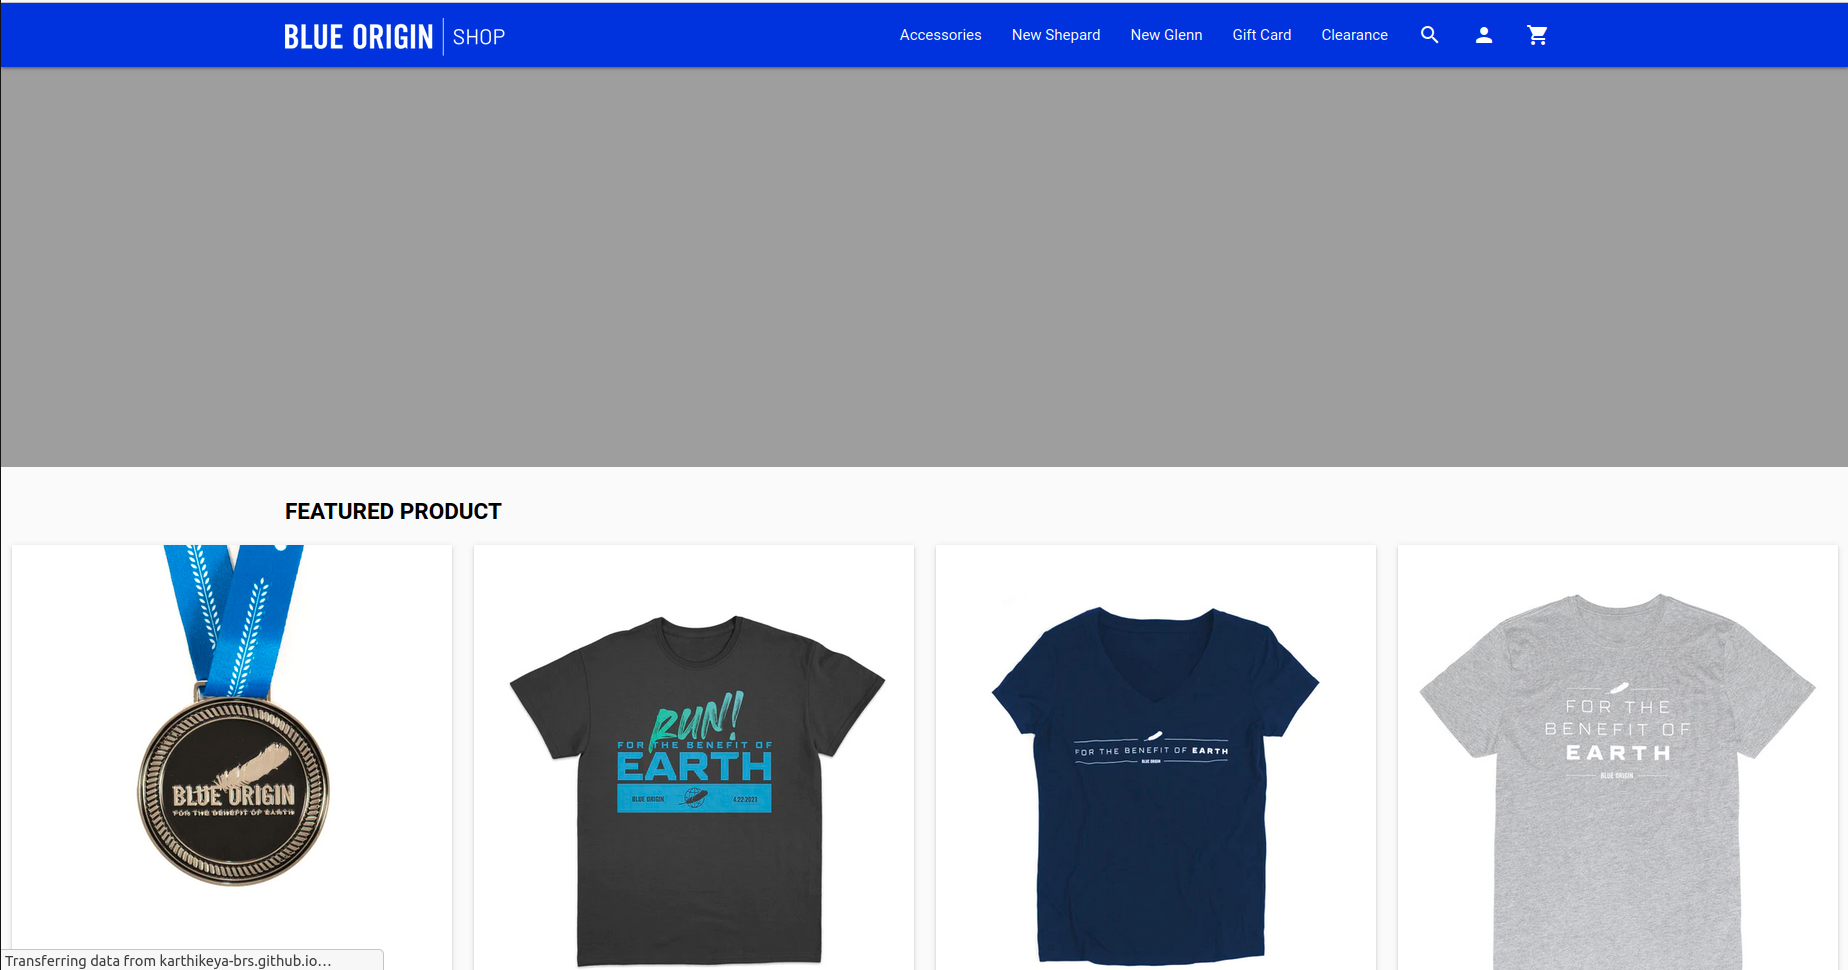 BLUE ORIGIN SHOP
Accessories New Shepard New Glenn Gift Card Clearance
FEATURED PRODUCT
BLUE ORIGIN
FOR THE BENEFIT OF EARTH
RUN!
FOR THE BENEFIT OF
EARTH
BLUE ORIGIN 4.22.2023
FOR THE BENEFIT OF EARTH
BLUE ORIGIN
FOR THE
BENEFIT OF
EARTH
BLUE ORIGIN
Transferring data from karthikeya-brs.github.io...